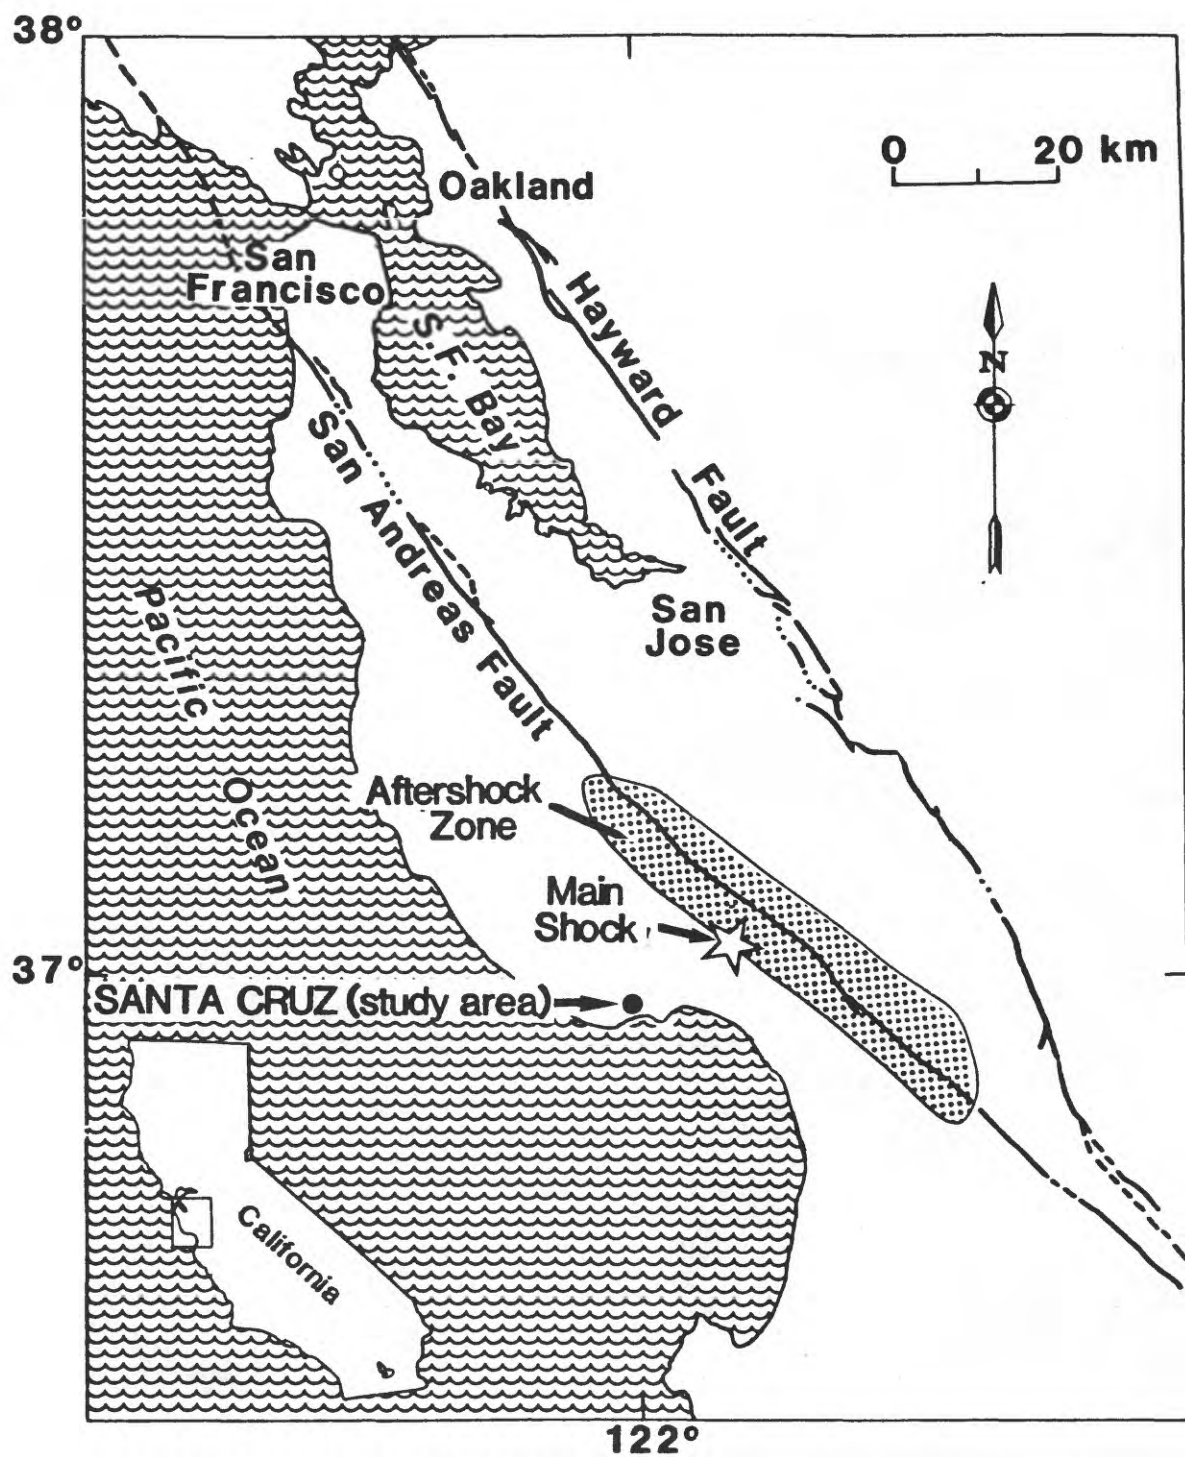 38°
0 20 km
Oakland
San
Francisco
Hayward
Fault
S. F. Bay
N
San Andreas Fault
San
Jose
Pacific
Ocean
Aftershock
Zone
Main
Shock
37°
SANTA CRUZ (study area)
California
122°